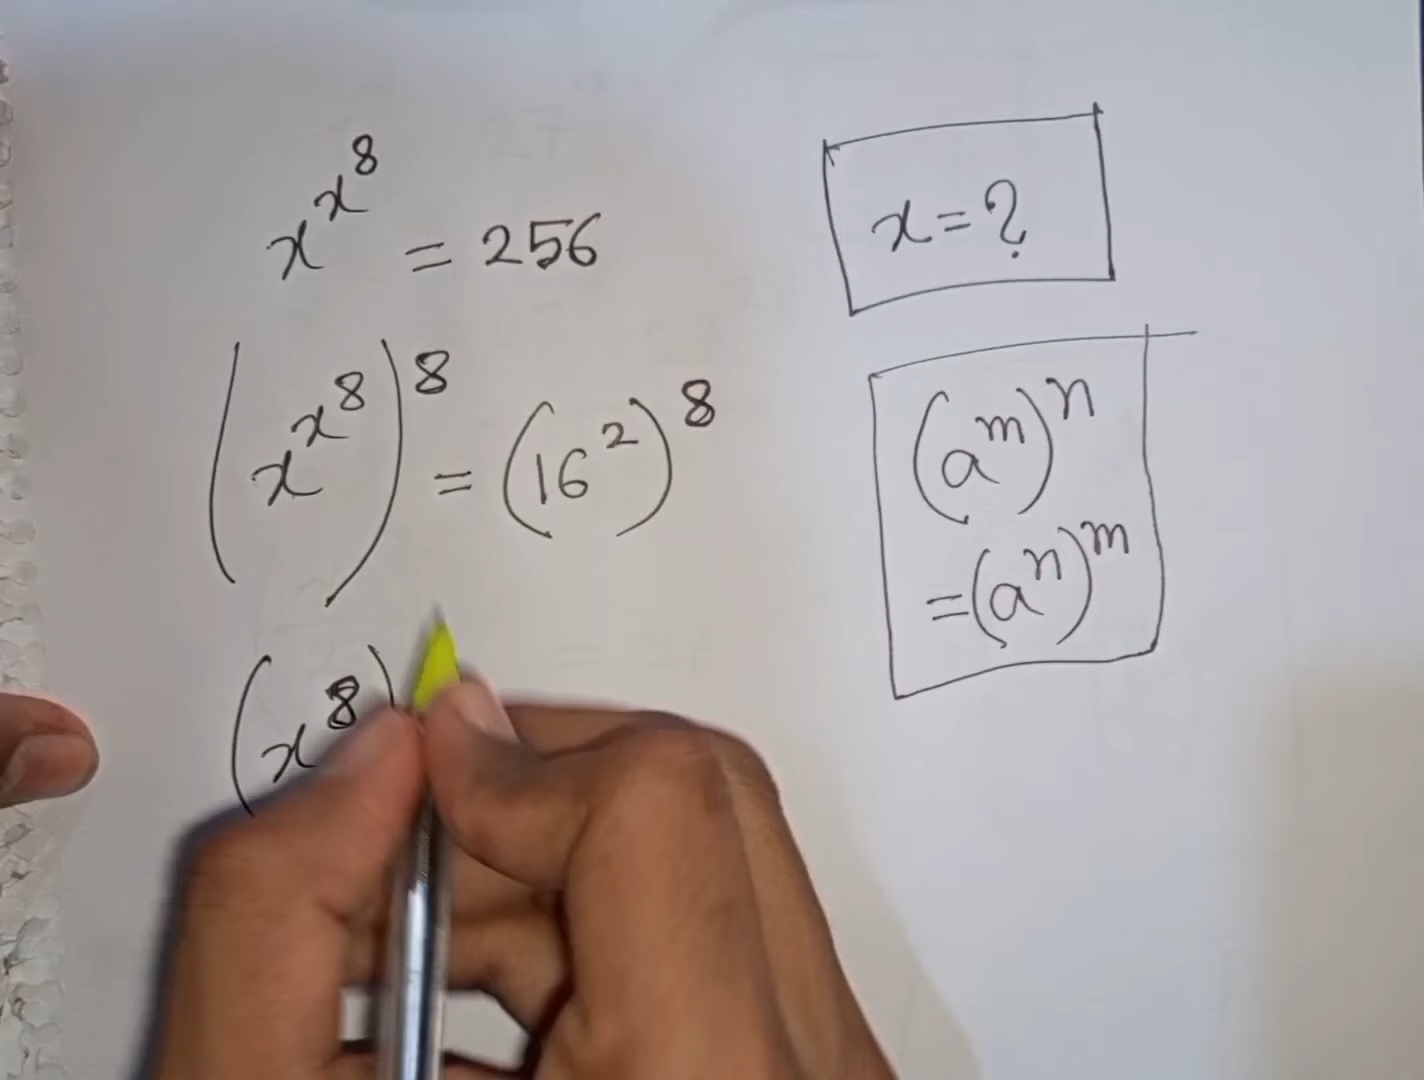 x^{x^8} = 256
(x^{x^8})^8 = (16^2)^8
(x^8)
x = ?
(a^m)^n
= (a^n)^m